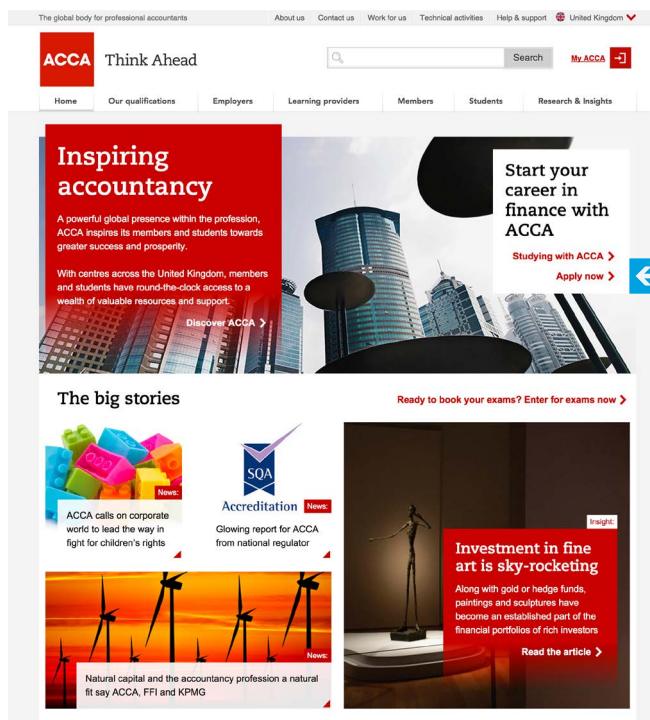 The global body for professional accountants
About us Contact us Work for us Technical activities Help & support United Kingdom
ACCA Think Ahead
Search
My ACCA
Home Our qualifications Employers Learning providers Members Students Research & Insights
Inspiring
accountancy
A powerful global presence within the profession,
ACCA inspires its members and students towards
greater success and prosperity.
With centres across the United Kingdom, members
and students have round-the-clock access to a
wealth of valuable resources and support.
Discover ACCA
Start your
career in
finance with
ACCA
Studying with ACCA
Apply now
The big stories
Ready to book your exams? Enter for exams now
News:
ACCA calls on corporate
world to lead the way in
fight for children's rights
SQA
Accreditation
News:
Glowing report for ACCA
from national regulator
News:
Natural capital and the accountancy profession a natural
fit say ACCA, FFI and KPMG
Insight:
Investment in fine
art is sky-rocketing
Along with gold or hedge funds,
paintings and sculptures have
become an established part of the
financial portfolios of rich investors
Read the article